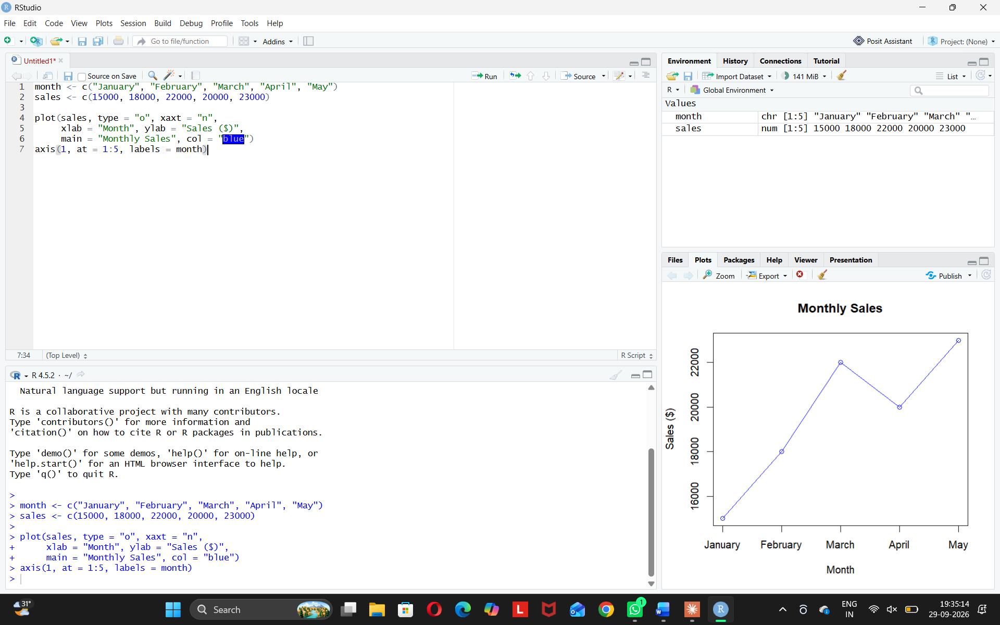 RStudio
File Edit Code View Plots Session Build Debug Profile Tools Help
Go to file/function Addins Posit Assistant Project: (None)
Untitled1*
Source on Save Run Source
1 month <- c("January", "February", "March", "April", "May")
2 sales <- c(15000, 18000, 22000, 20000, 23000)
3
4 plot(sales, type = "o", xaxt = "n",
5 xlab = "Month", ylab = "Sales ($)",
6 main = "Monthly Sales", col = "blue")
7 axis(1, at = 1:5, labels = month)
7:34 (Top Level) R Script
R 4.5.2 · ~/
Natural language support but running in an English locale
R is a collaborative project with many contributors.
Type 'contributors()' for more information and
'citation()' on how to cite R or R packages in publications.
Type 'demo()' for some demos, 'help()' for on-line help, or
'help.start()' for an HTML browser interface to help.
Type 'q()' to quit R.
>
> month <- c("January", "February", "March", "April", "May")
> sales <- c(15000, 18000, 22000, 20000, 23000)
>
> plot(sales, type = "o", xaxt = "n",
+ xlab = "Month", ylab = "Sales ($)",
+ main = "Monthly Sales", col = "blue")
> axis(1, at = 1:5, labels = month)
>
Environment History Connections Tutorial
Import Dataset 141 MiB List
R Global Environment
Values
month chr [1:5] "January" "February" "March" "...
sales num [1:5] 15000 18000 22000 20000 23000
Files Plots Packages Help Viewer Presentation
Zoom Export Publish
Monthly Sales
Sales ($)
22000
20000
18000
16000
January February March April May
Month
31°
Search
L
1
W
R
ENG
IN
19:35:14
29-09-2026